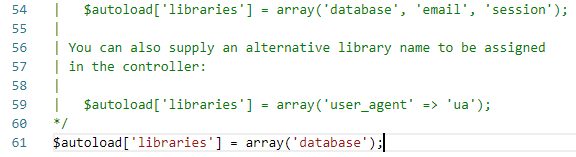 54 | $autoload['libraries'] = array('database', 'email', 'session');
55 |
56 | You can also supply an alternative library name to be assigned
57 | in the controller:
58 |
59 | $autoload['libraries'] = array('user_agent' => 'ua');
60 */
61 $autoload['libraries'] = array('database');